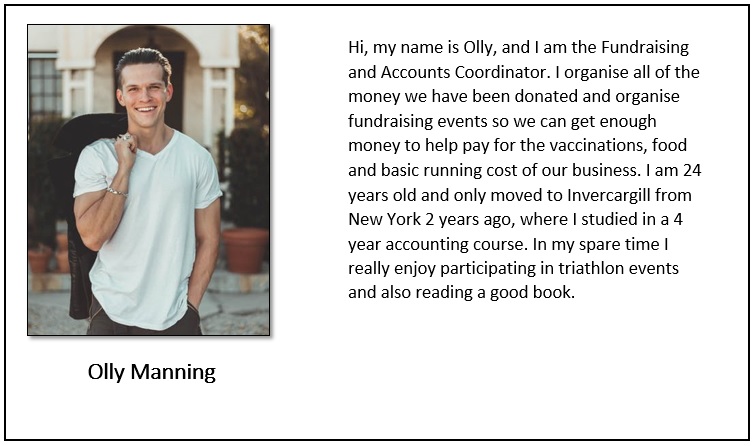 Hi, my name is Olly, and I am the Fundraising
and Accounts Coordinator. I organise all of the
money we have been donated and organise
fundraising events so we can get enough
money to help pay for the vaccinations, food
and basic running cost of our business. I am 24
years old and only moved to Invercargill from
New York 2 years ago, where I studied in a 4
year accounting course. In my spare time I
really enjoy participating in triathlon events
and also reading a good book.
Olly Manning